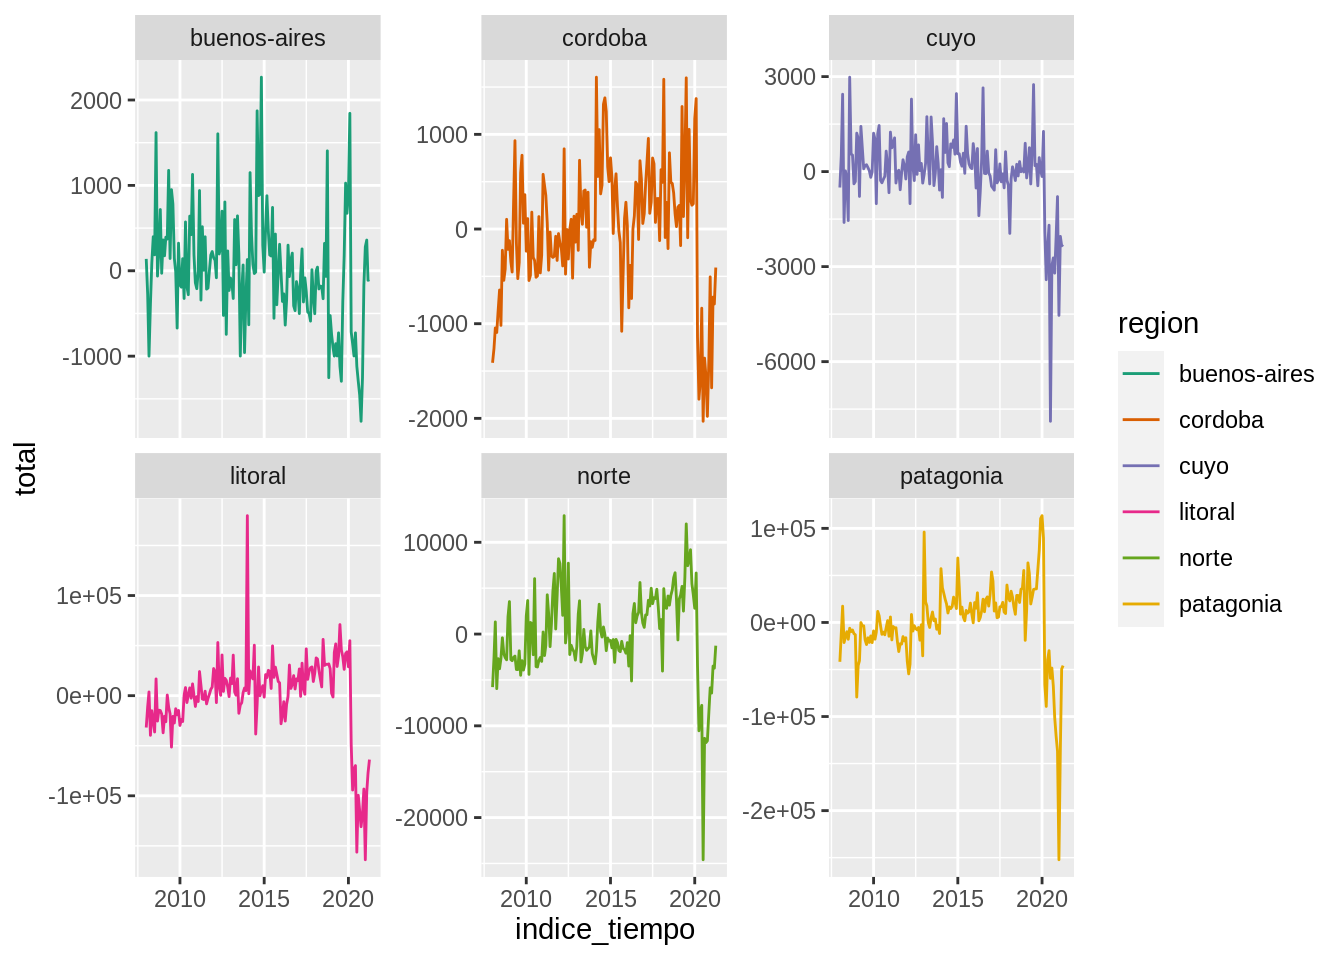 buenos-aires
cordoba
cuyo
2000
1000
0
-1000
1000
0
-1000
-2000
3000
0
-3000
-6000
litoral
norte
patagonia
1e+05
0e+00
-1e+05
10000
0
-10000
-20000
1e+05
0e+00
-1e+05
-2e+05
2010 2015 2020
2010 2015 2020
2010 2015 2020
indice_tiempo
total
region
buenos-aires
cordoba
cuyo
litoral
norte
patagonia